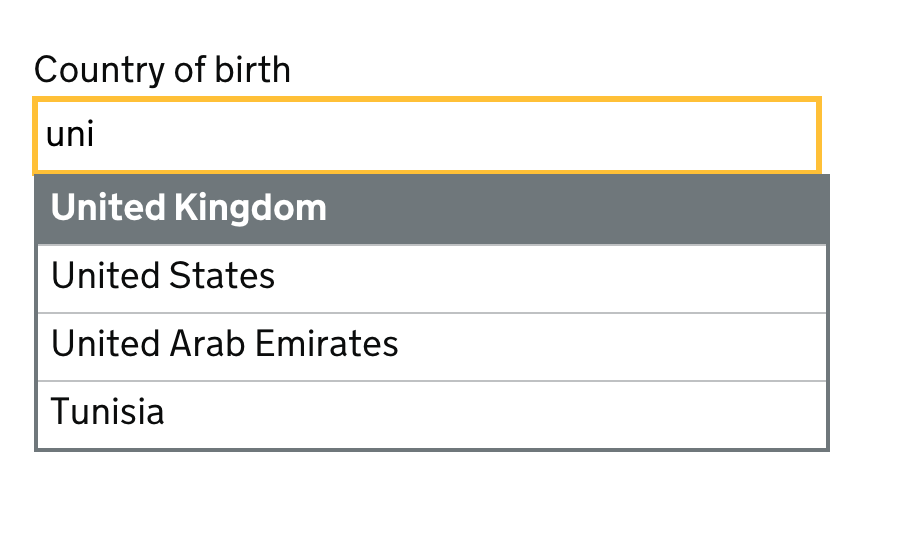 Country of birth
uni
United Kingdom
United States
United Arab Emirates
Tunisia